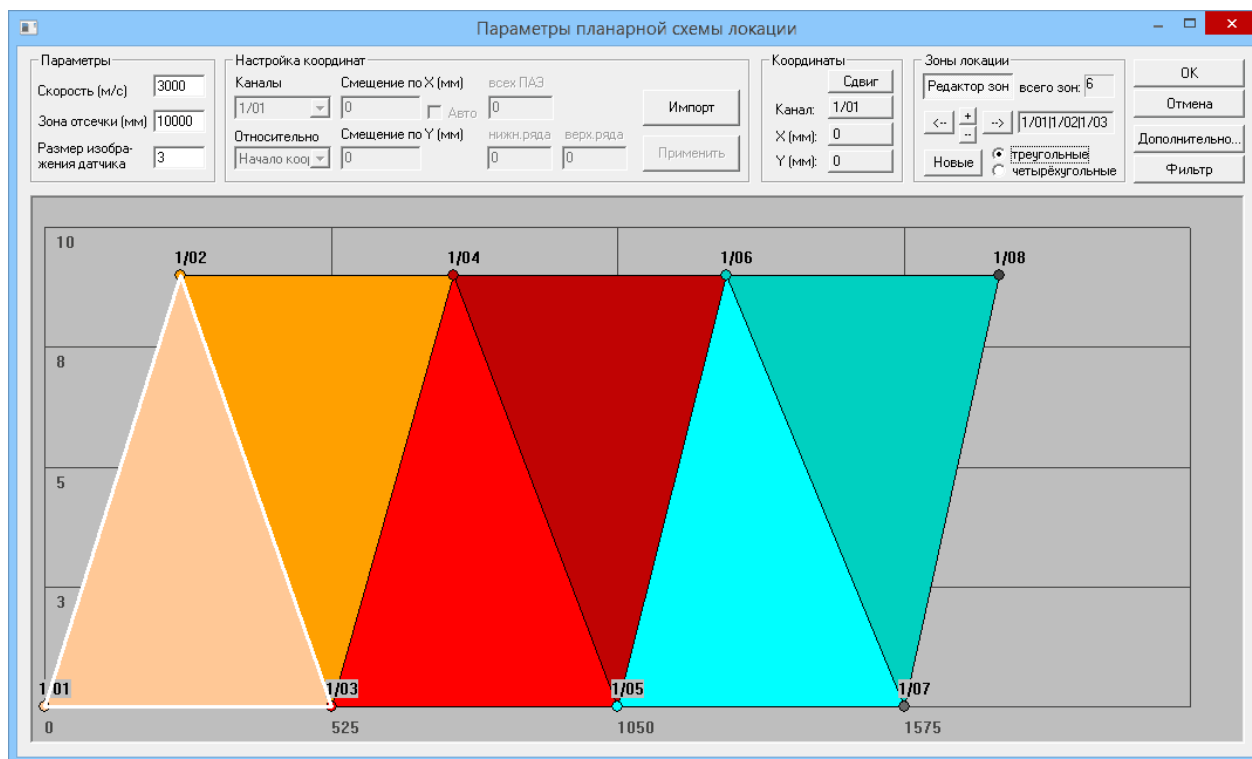 Параметры планарной схемы локации
Параметры
Скорость (м/с) 3000
Зона отсечки (мм) 10000
Размер изобра-
жения датчика 3
Настройка координат
Каналы Смещение по X (мм) всех ПАЭ
1/01 0 Авто 0
Относительно Смещение по Y (мм) нижн.ряда верх.ряда
Начало коор 0 0 0
Импорт
Применить
Координаты
Сдвиг
Канал: 1/01
X (мм): 0
Y (мм): 0
Зоны локации
Редактор зон всего зон: 6
<-- + -- --> 1/01|1/02|1/03
Новые треугольные
четырёхугольные
OK
Отмена
Дополнительно...
Фильтр
10
1/02 1/04 1/06 1/08
8
5
3
1/01 1/03 1/05 1/07
0 525 1050 1575